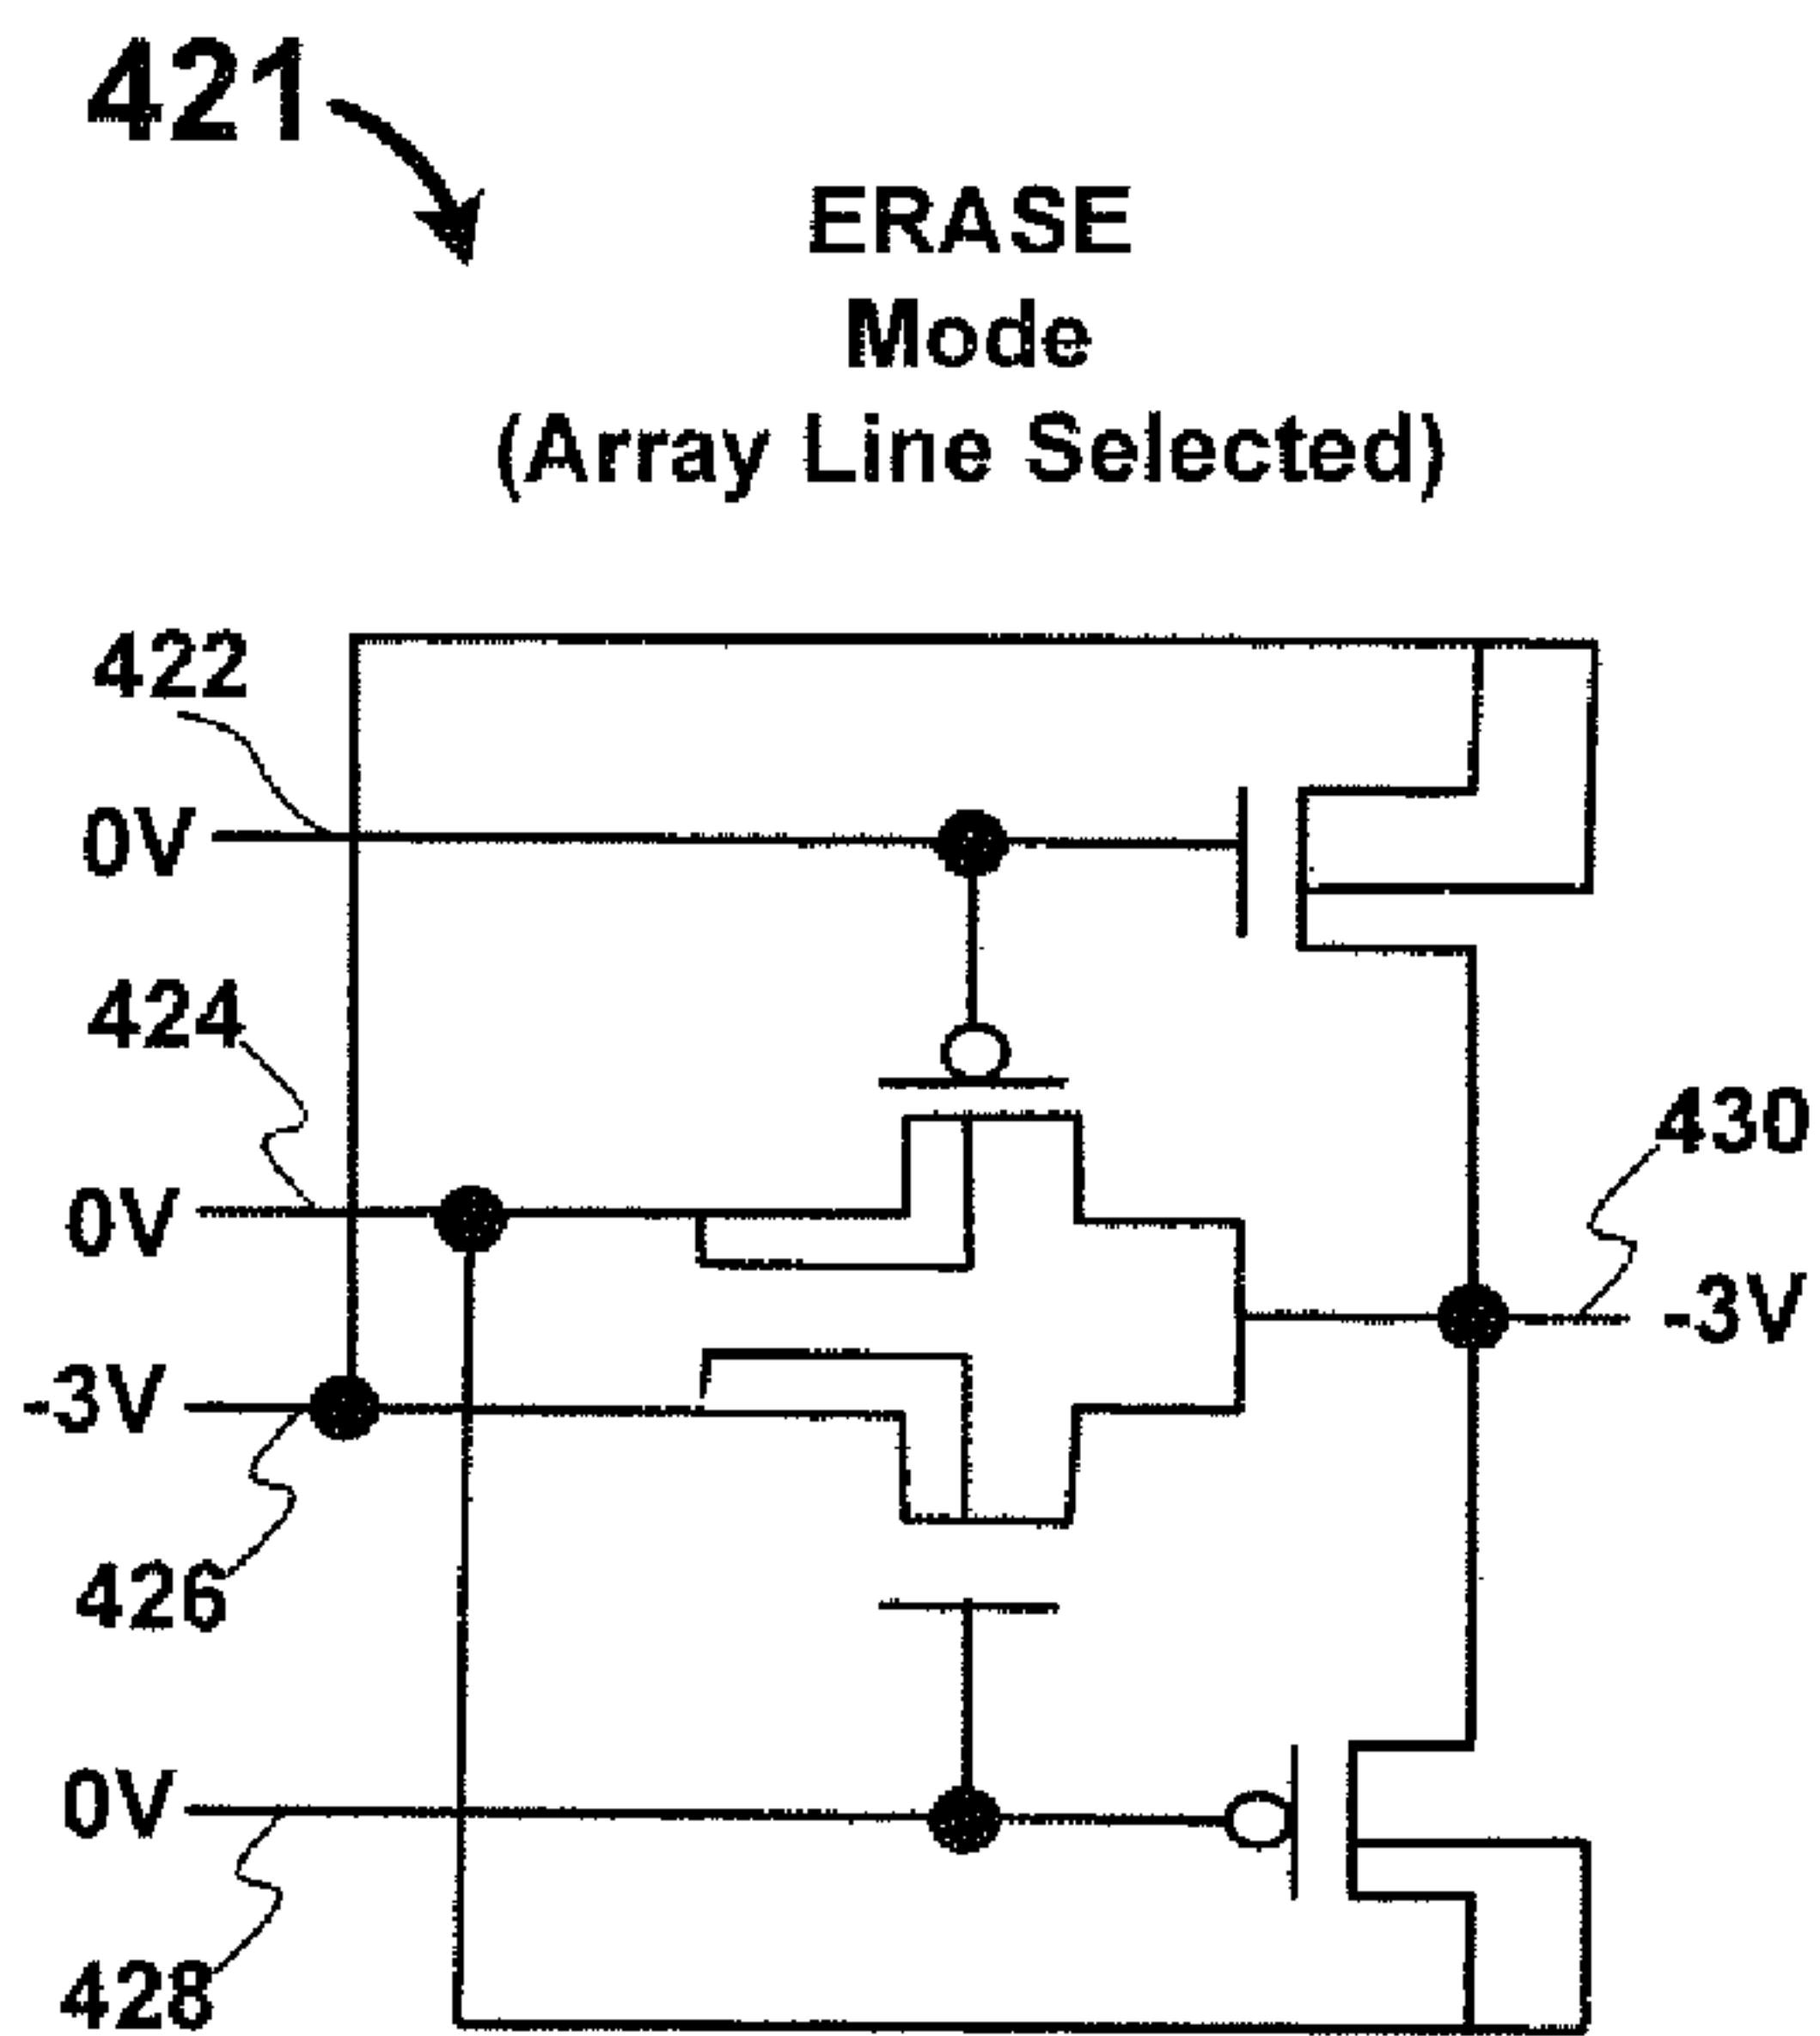 421
ERASE
Mode
(Array Line Selected)
422
0V
424
430
0V
-3V
-3V
426
0V
428